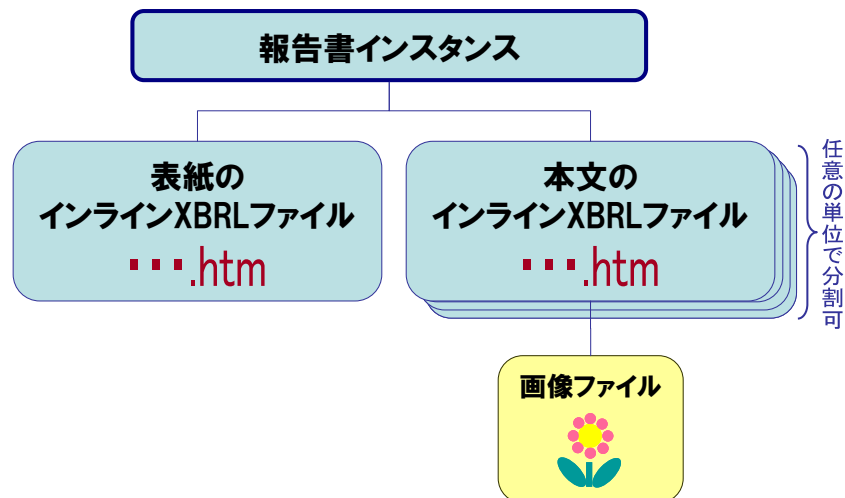 報告書インスタンス
表紙の
インラインXBRLファイル
▪▪▪.htm
本文の
インラインXBRLファイル
▪▪▪.htm
任意の単位で分割可
画像ファイル